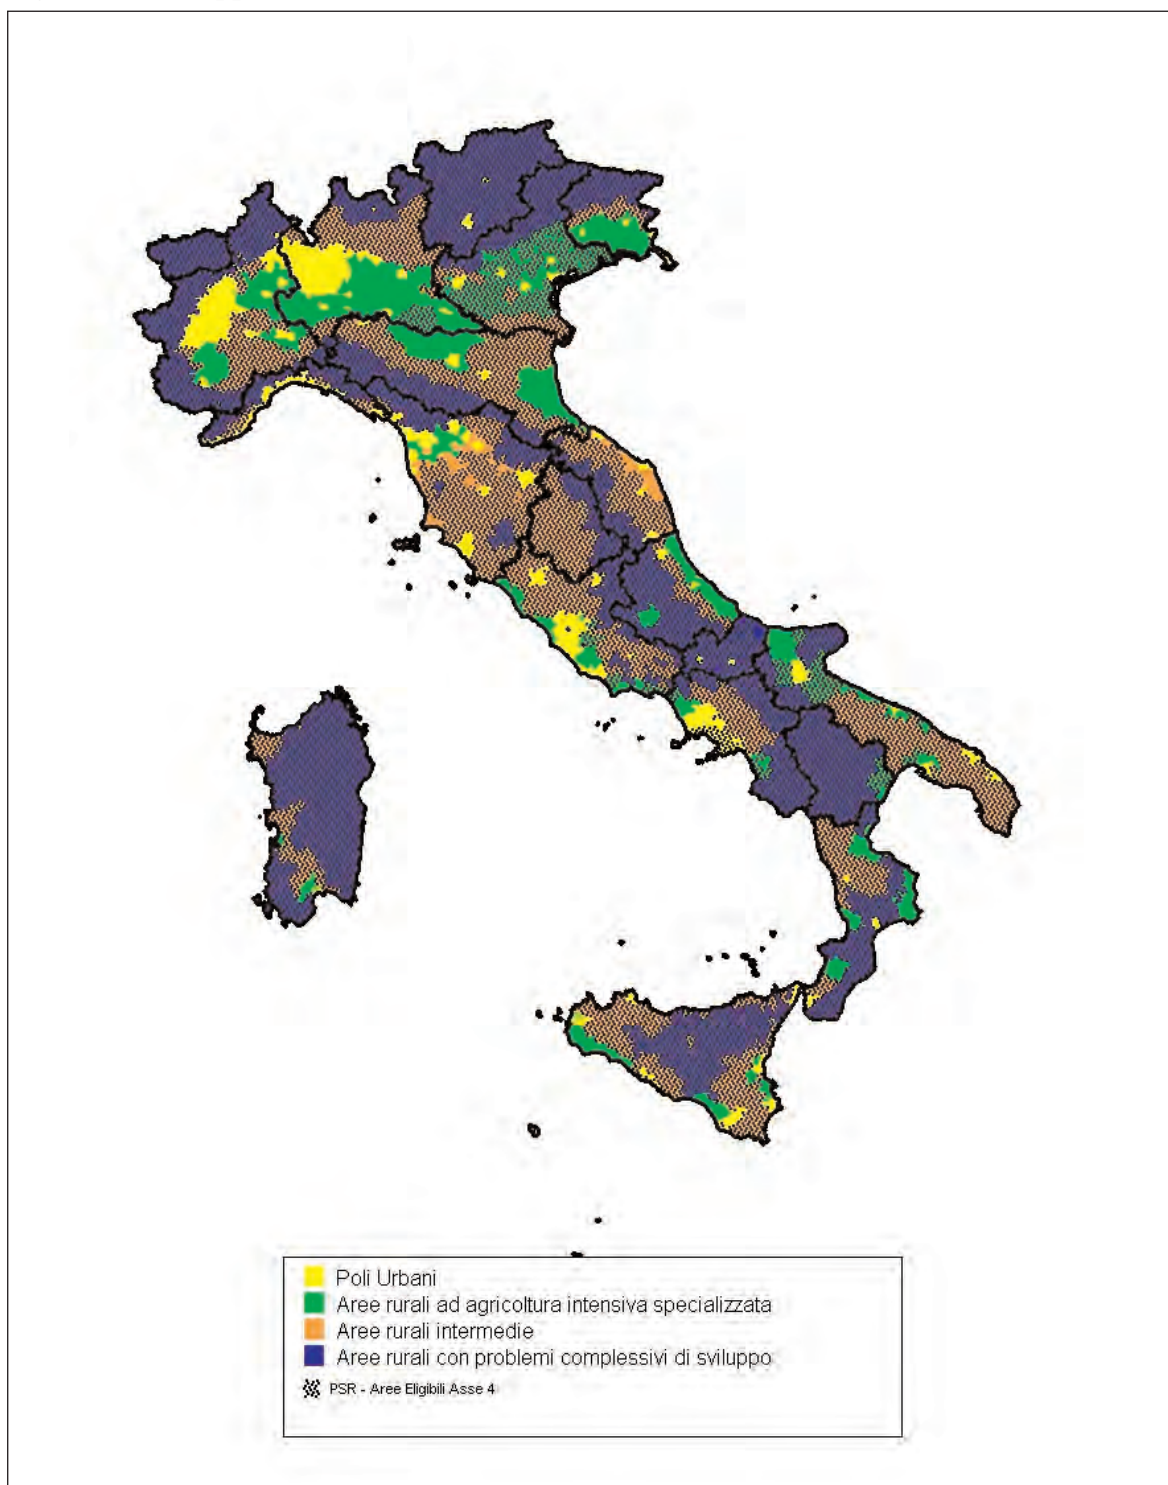 Poli Urbani
Aree rurali ad agricoltura intensiva specializzata
Aree rurali intermedie
Aree rurali con problemi complessivi di sviluppo
PSR - Aree Eligibili Asse 4